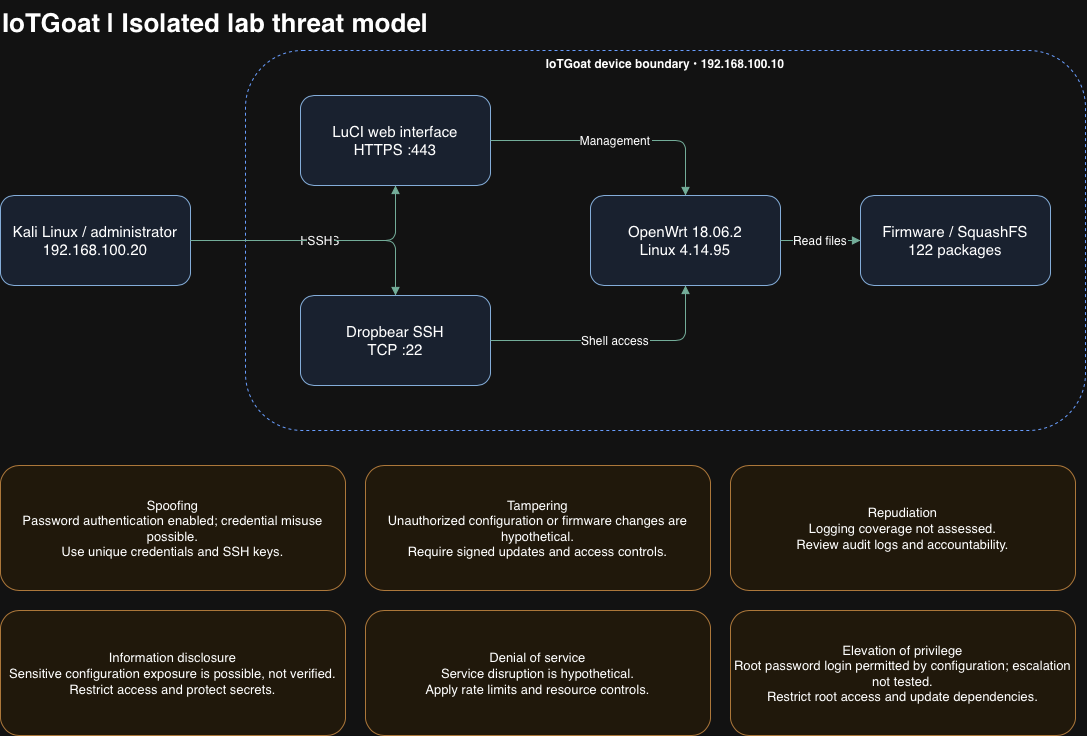 IoTGoat | Isolated lab threat model
IoTGoat device boundary · 192.168.100.10
LuCI web interface
HTTPS :443
Management
Kali Linux / administrator
192.168.100.20
OpenWrt 18.06.2
Linux 4.14.95
Read files
Firmware / SquashFS
122 packages
Dropbear SSH
TCP :22
Shell access
Spoofing
Password authentication enabled; credential misuse
possible.
Use unique credentials and SSH keys.
Tampering
Unauthorized configuration or firmware changes are
hypothetical.
Require signed updates and access controls.
Repudiation
Logging coverage not assessed.
Review audit logs and accountability.
Information disclosure
Sensitive configuration exposure is possible, not verified.
Restrict access and protect secrets.
Denial of service
Service disruption is hypothetical.
Apply rate limits and resource controls.
Elevation of privilege
Root password login permitted by configuration; escalation
not tested.
Restrict root access and update dependencies.